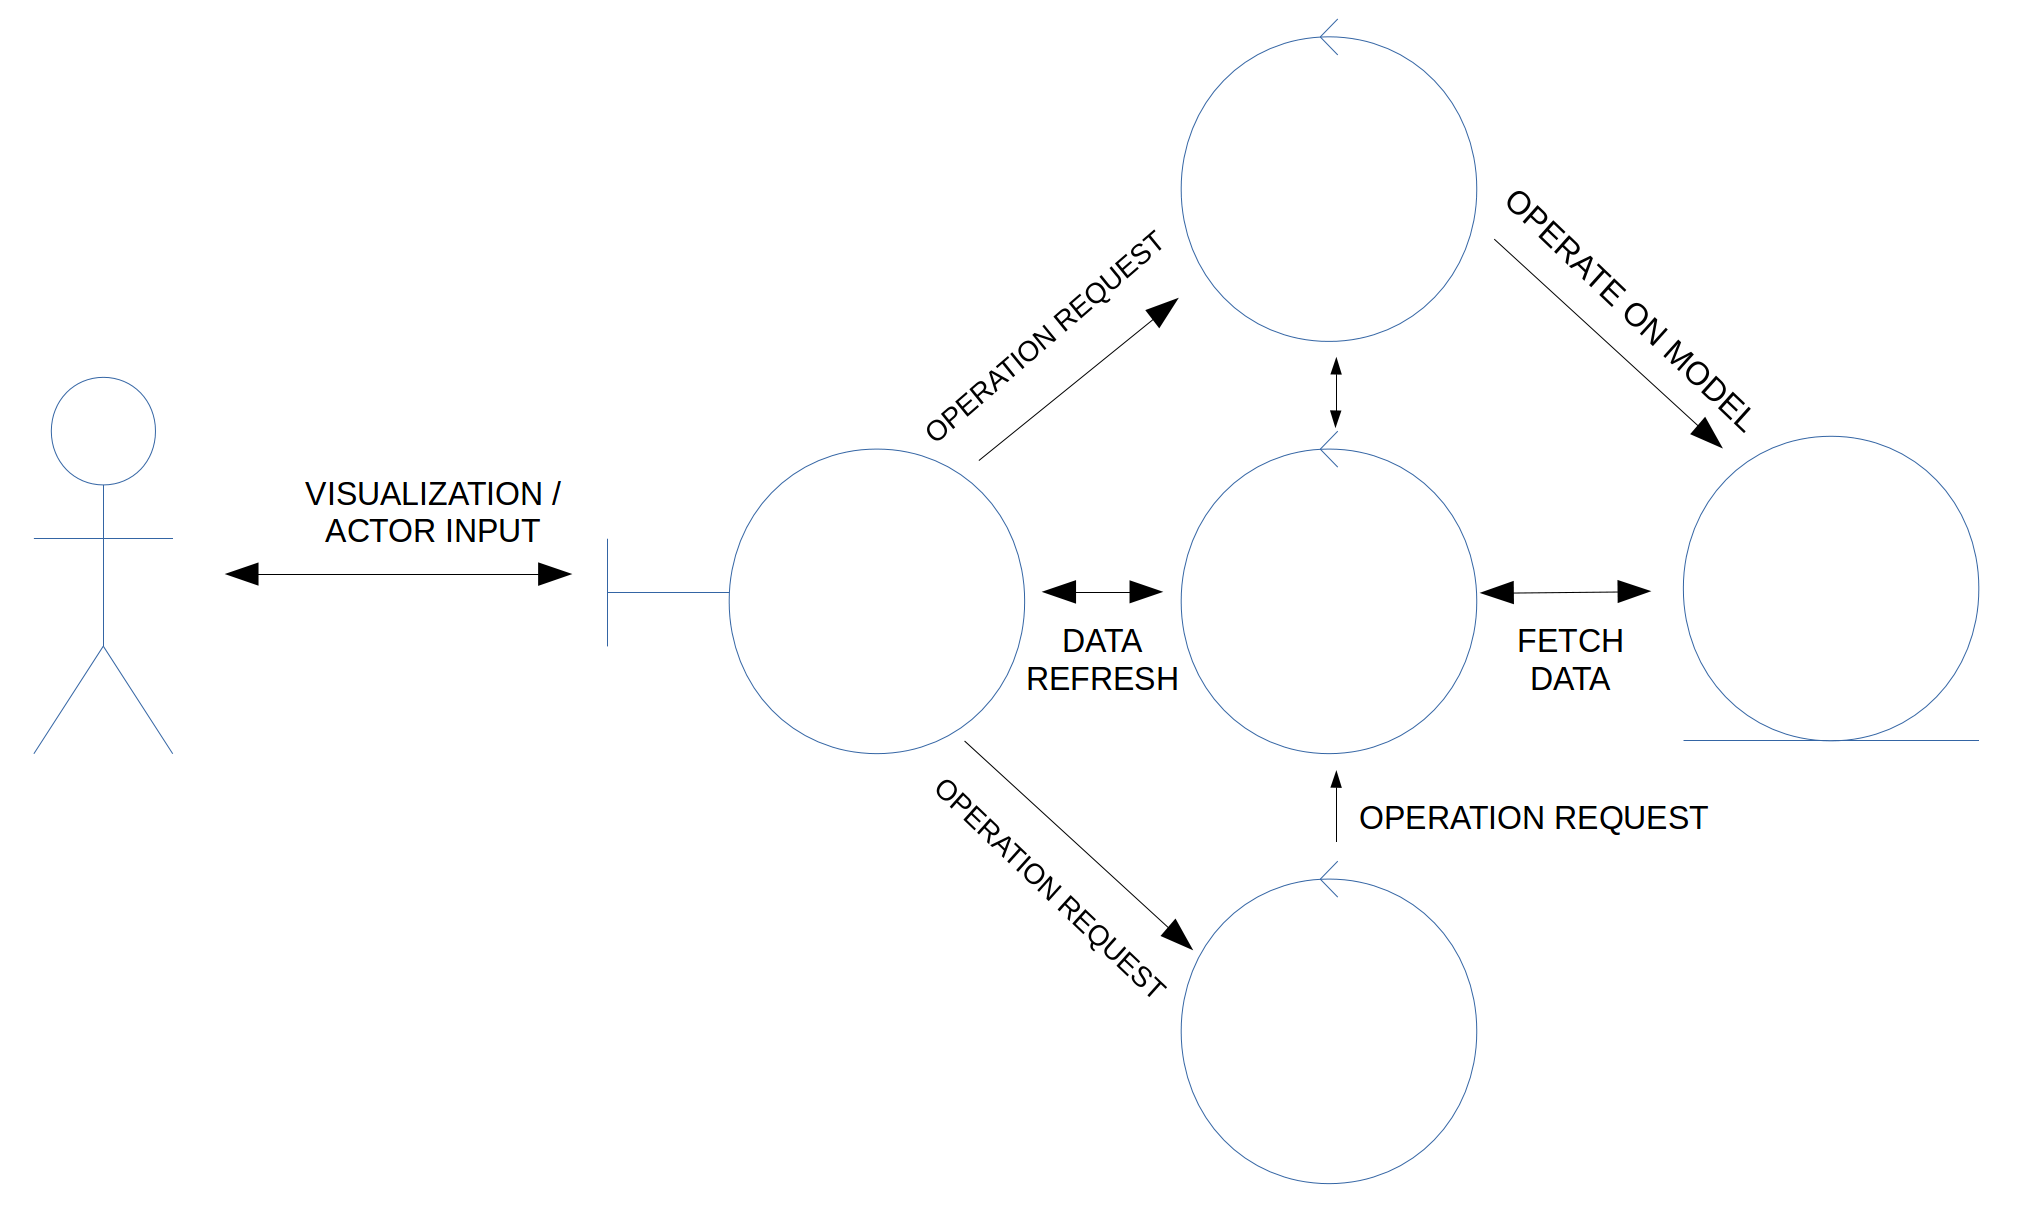 OPERATION REQUEST
OPERATE ON MODEL
VISUALIZATION /
ACTOR INPUT
DATA
REFRESH
FETCH
DATA
OPERATION REQUEST
OPERATION REQUEST